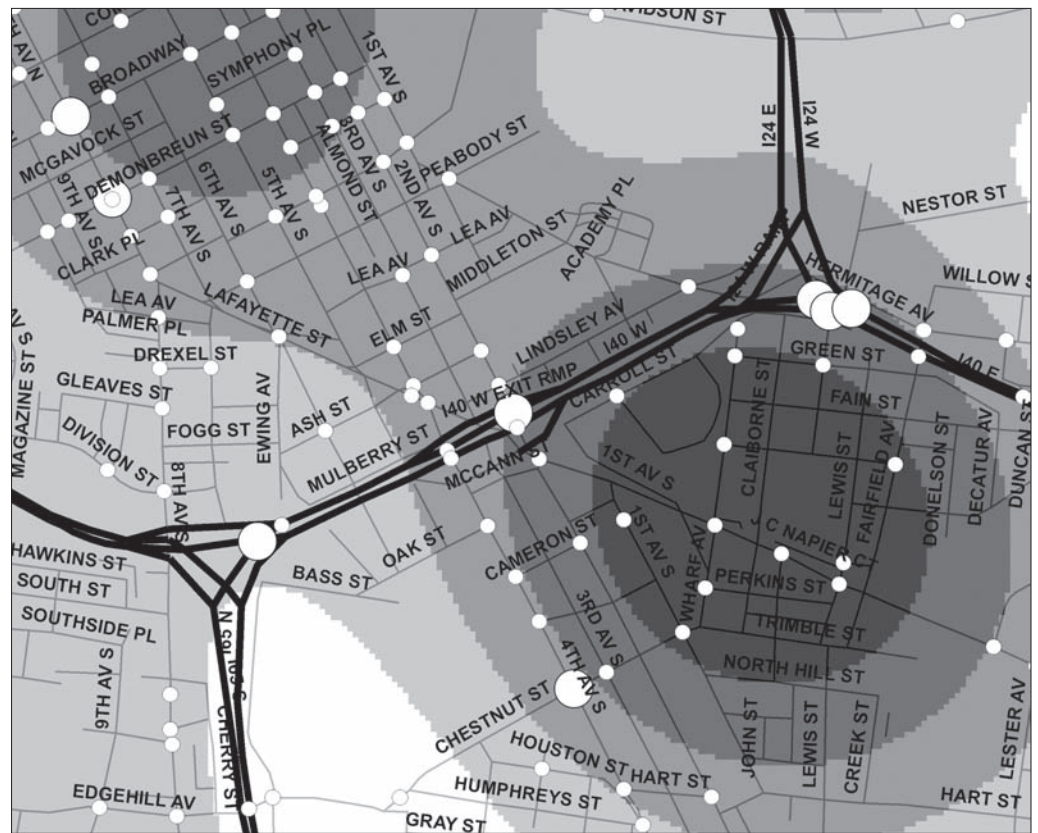 DAVIDSON ST
BROADWAY
SYMPHONY PL
1ST AV S
I24 E
I24 W
MCGAVOCK ST
DEMONBREUN ST
ALMOND ST
3RD AV S
2ND AV S
PEABODY ST
9TH AV S
7TH AV S
6TH AV S
5TH AV S
NESTOR ST
CLARK PL
LEA AV
MIDDLETON ST
ACADEMY PL
LEA AV
HERMITAGE AV
WILLOW S
LEA AV
LAFAYETTE ST
PALMER PL
ELM ST
LINDSLEY AV
I40 W
DREXEL ST
GREEN ST
I40 E
GLEAVES ST
I40 W EXIT RMP
CARROLL ST
MAGAZINE ST S
EWING AV
ASH ST
FAIN ST
FOGG ST
CLAIBORNE ST
DIVISION ST
MULBERRY ST
MCCANN S
1ST AV S
LEWIS ST
FAIRFIELD AV
DONELSON ST
DECATUR AV
DUNCAN ST
8TH AV S
HAWKINS ST
OAK ST
CAMERON ST
1ST AV S
J C NAPIER CT
SOUTH ST
BASS ST
WHARF AV
PERKINS ST
SOUTHSIDE PL
3RD AV S
TRIMBLE ST
4TH AV S
NORTH HILL ST
9TH AV S
I65 N
I65 S
CHERRY ST
CHESTNUT ST
JOHN ST
LEWIS ST
CREEK ST
LESTER AV
HOUSTON ST
HART ST
EDGEHILL AV
HUMPHREYS ST
HART ST
GRAY ST